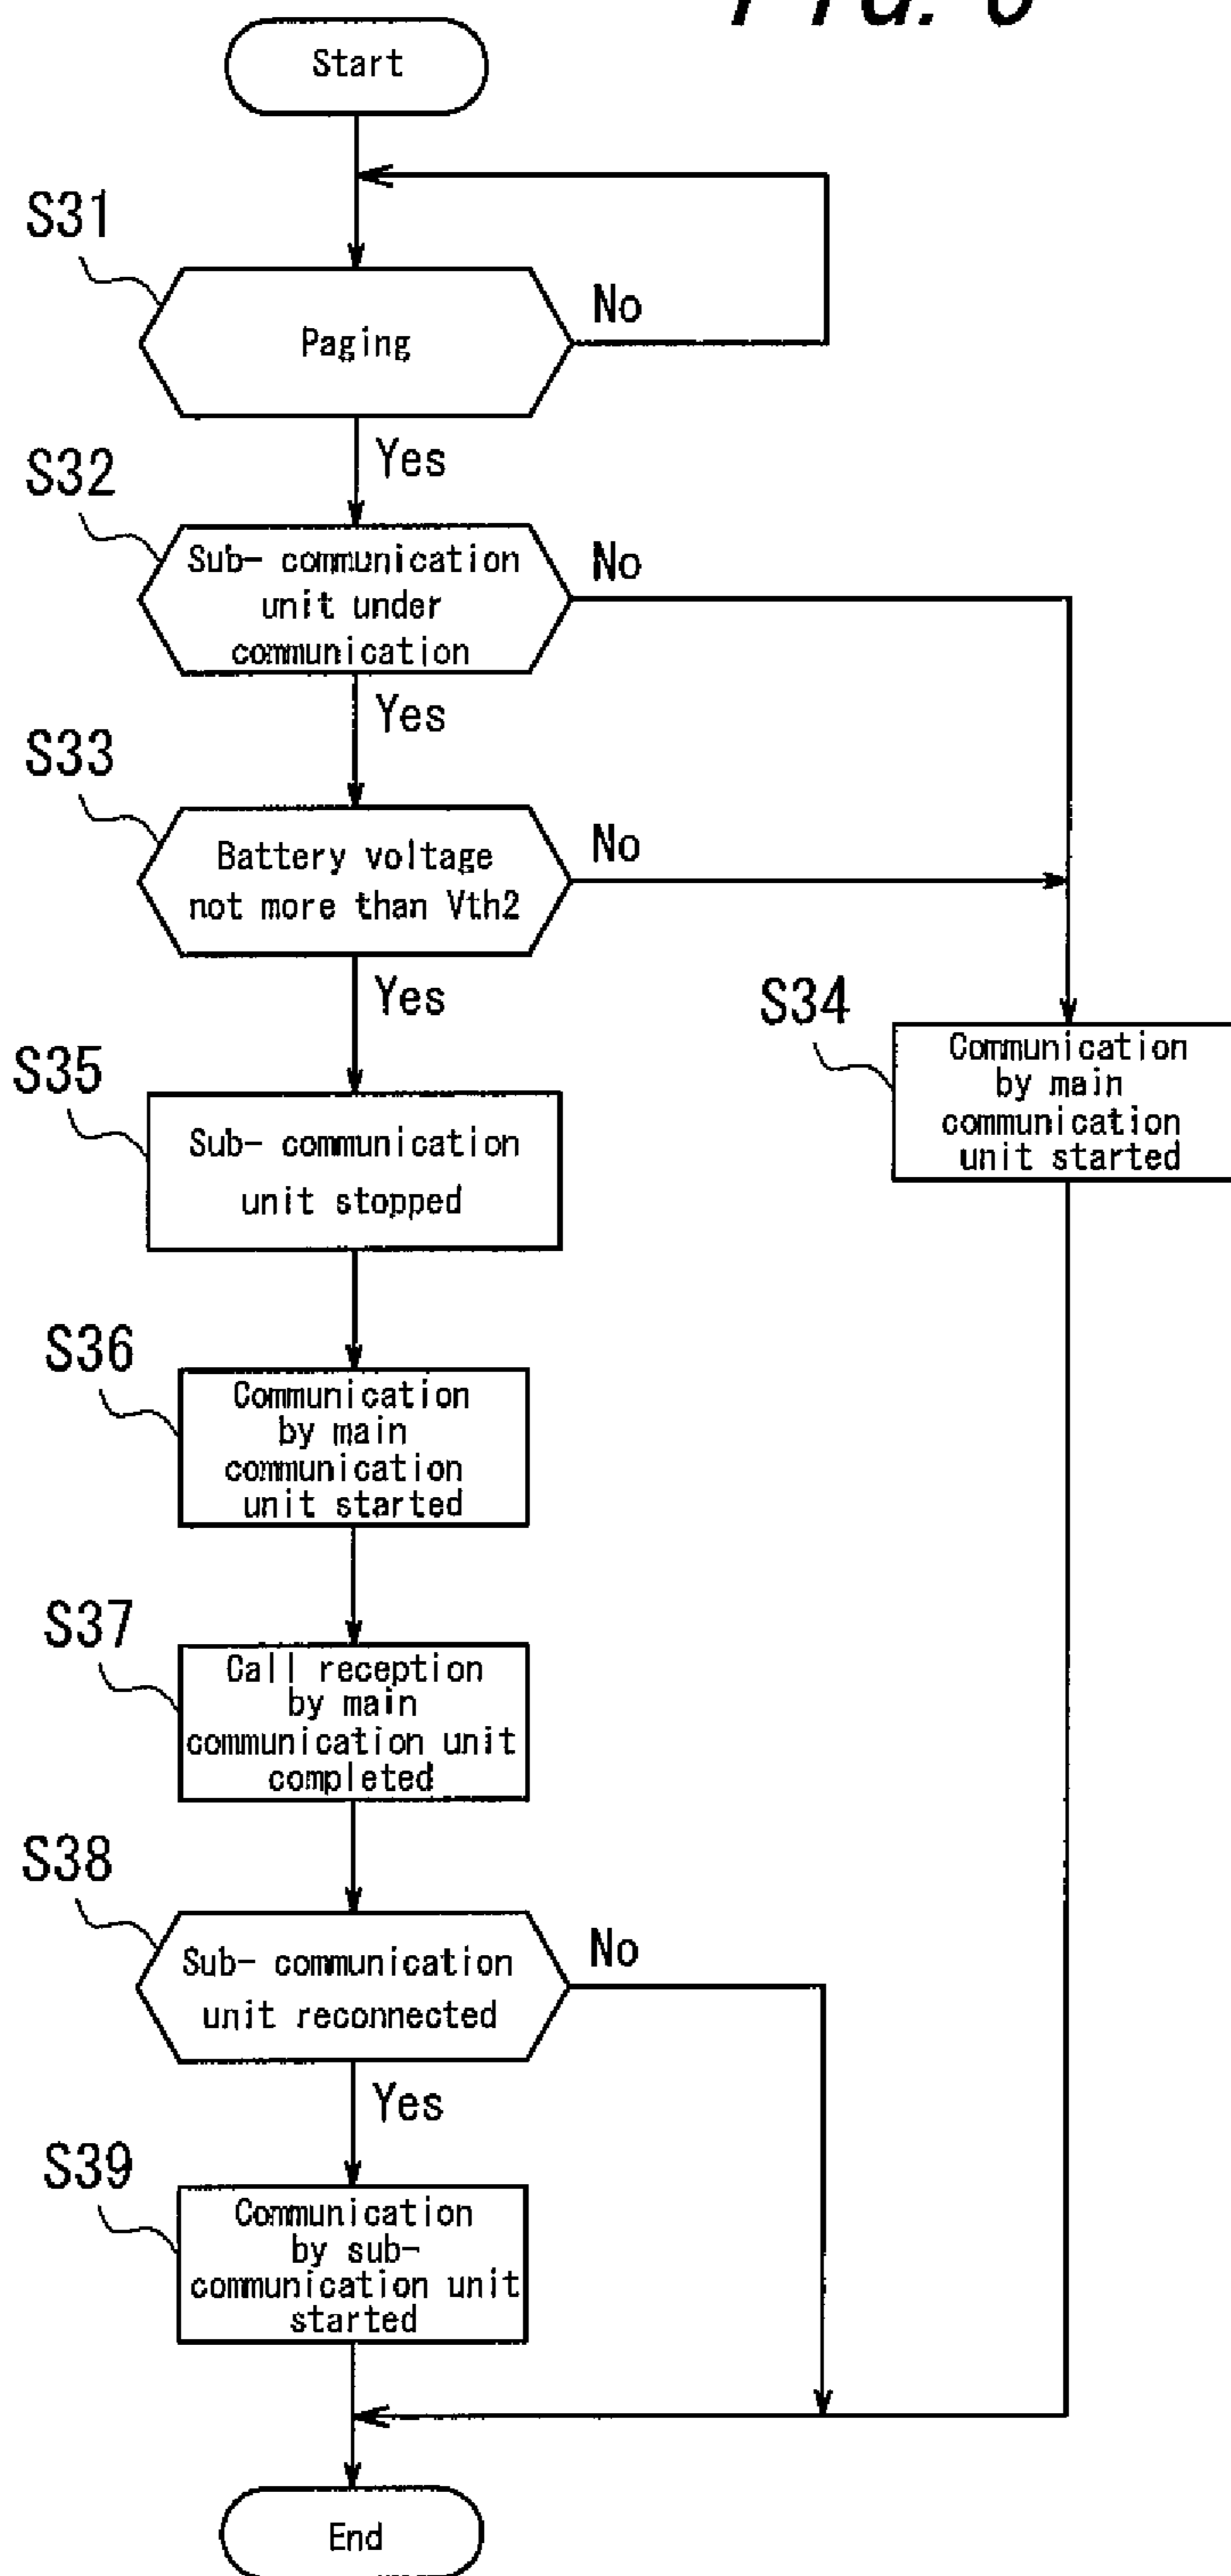 Start
S31
Paging
No
Yes
S32
Sub- communication
unit under
communication
No
Yes
S33
Battery voltage
not more than Vth2
No
Yes
S34
Communication
by main
communication
unit started
S35
Sub- communication
unit stopped
S36
Communication
by main
communication
unit started
S37
Call reception
by main
communication unit
completed
S38
Sub- communication
unit reconnected
No
Yes
S39
Communication
by sub-
communication unit
started
End